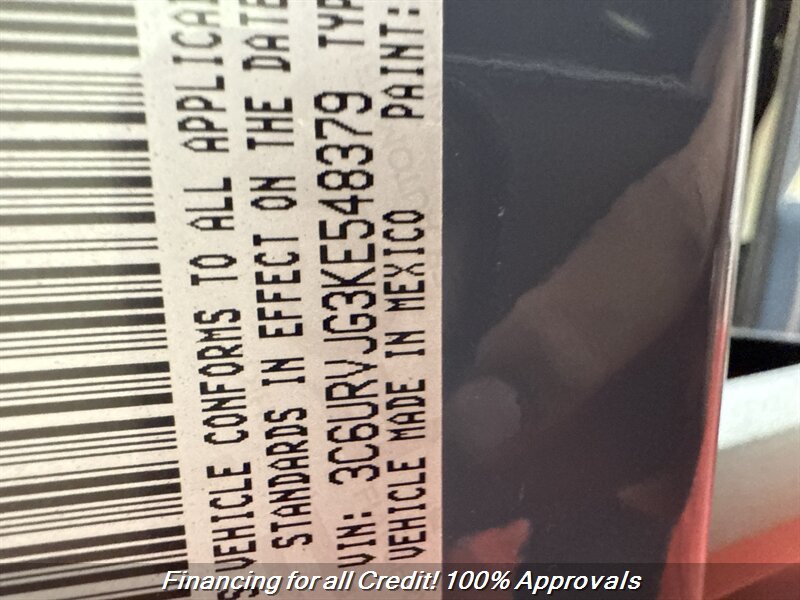 S VEHICLE CONFORMS TO ALL
STANDARDS IN EFFECT ON THE DATE
VIN: 3C6URVJG3KE548379 TYP
VEHICLE MADE IN MEXICO PAINT:
Financing for all Credit! 100% Approvals